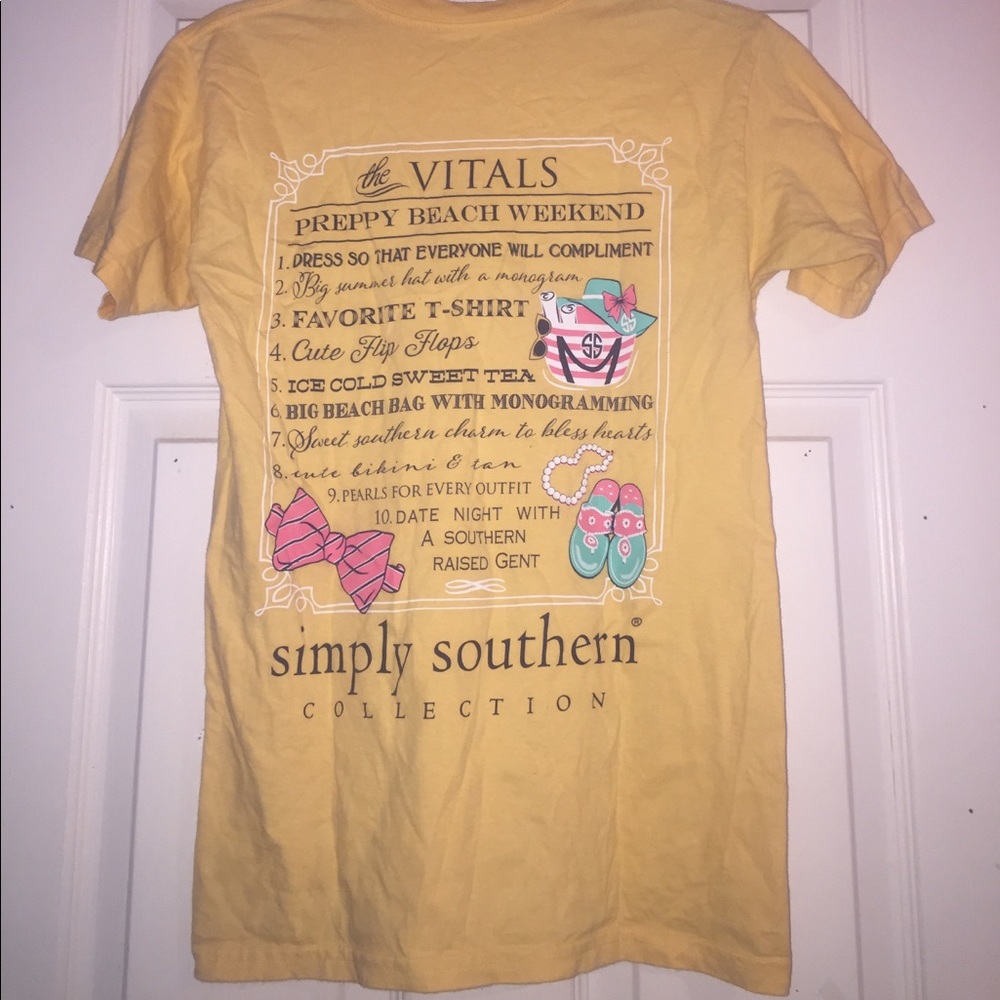 the VITALS
PREPPY BEACH WEEKEND
1. DRESS SO THAT EVERYONE WILL COMPLIMENT
2. Big summer hat with a monogram
3. FAVORITE T-SHIRT
4. Cute Flip Flops
5. ICE COLD SWEET TEA
6. BIG BEACH BAG WITH MONOGRAMMING
7. Sweet southern charm to bless hearts
8. cute bikini & tan
9. PEARLS FOR EVERY OUTFIT
10. DATE NIGHT WITH
A SOUTHERN
RAISED GENT
SS
SS
simply southern®
COLLECTION